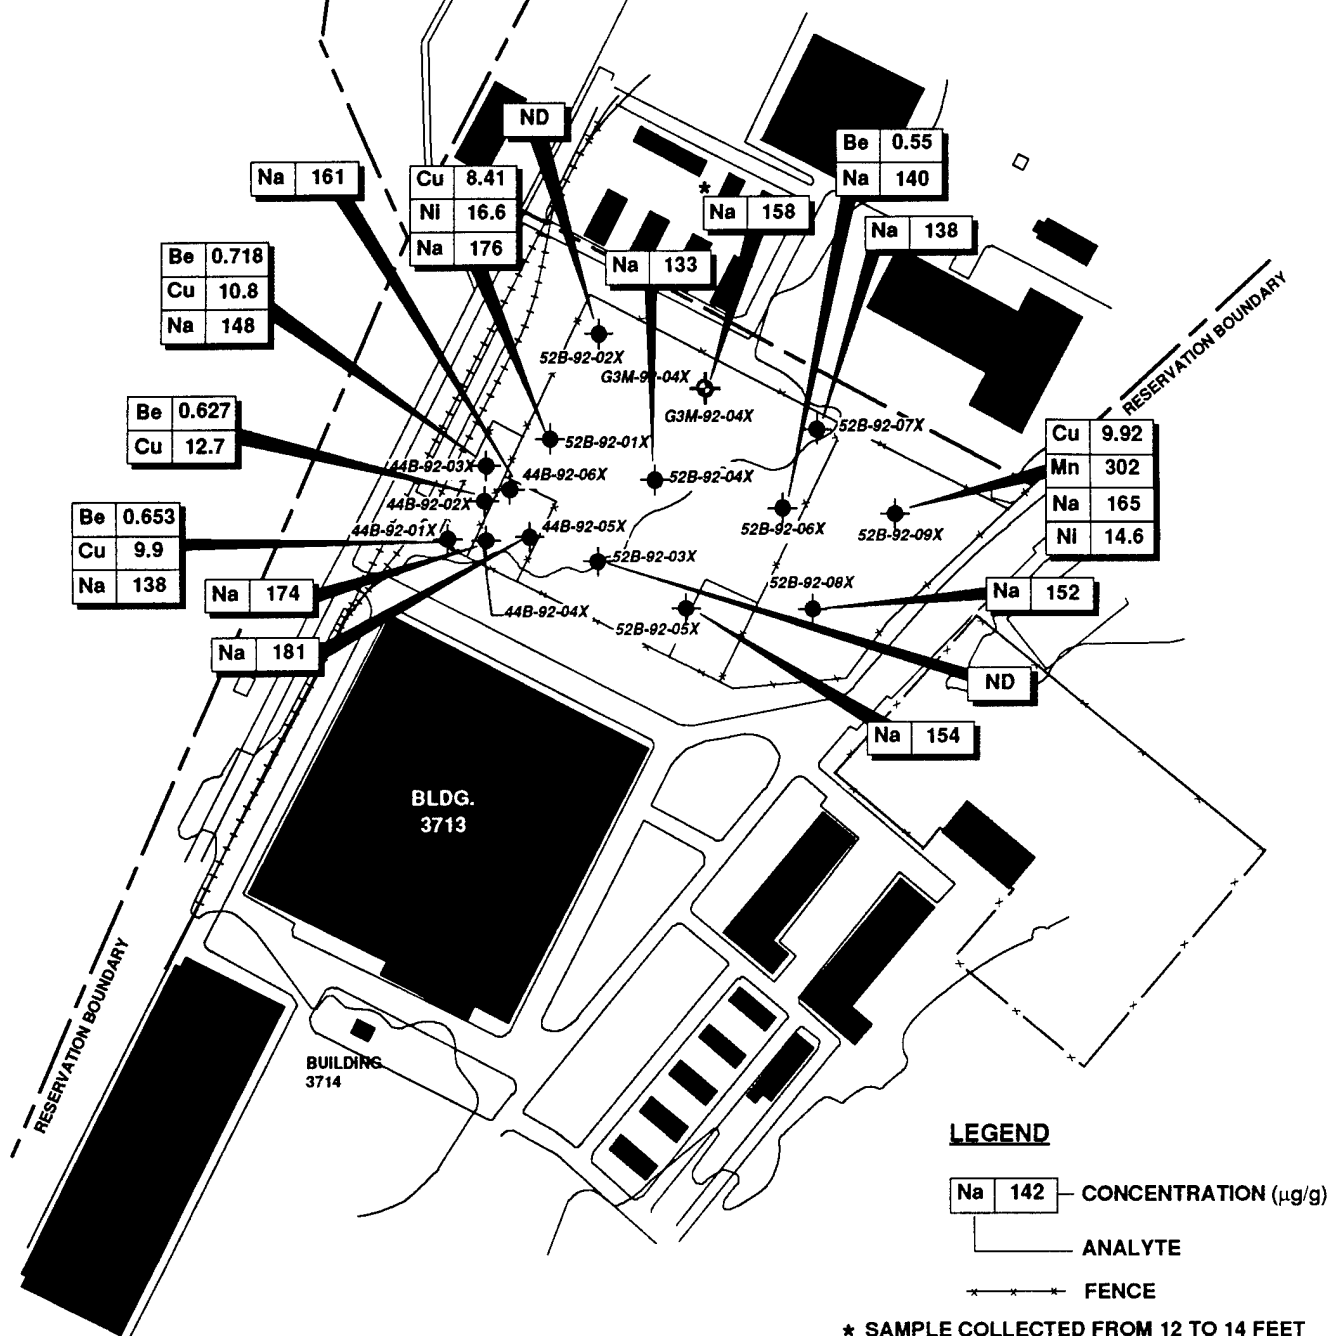 ND
Be 0.55
Na 140
Na 161
Cu 8.41
Ni 16.6
Na 176
*
Na 158
Na 138
Na 133
Be 0.718
Cu 10.8
Na 148
RESERVATION BOUNDARY
52B-92-02X
G3M-92-04X
G3M-92-04X
Be 0.627
Cu 12.7
52B-92-07X
52B-92-01X
Cu 9.92
Mn 302
Na 165
Ni 14.6
44B-92-03X
44B-92-06X
52B-92-04X
44B-92-02X
Be 0.653
Cu 9.9
Na 138
44B-92-01X
44B-92-05X
52B-92-06X
52B-92-09X
52B-92-03X
52B-92-08X
Na 174
Na 152
44B-92-04X
52B-92-05X
Na 181
ND
Na 154
BLDG.
3713
RESERVATION BOUNDARY
BUILDING
3714
LEGEND
Na 142 CONCENTRATION (µg/g)
ANALYTE
FENCE
* SAMPLE COLLECTED FROM 12 TO 14 FEET